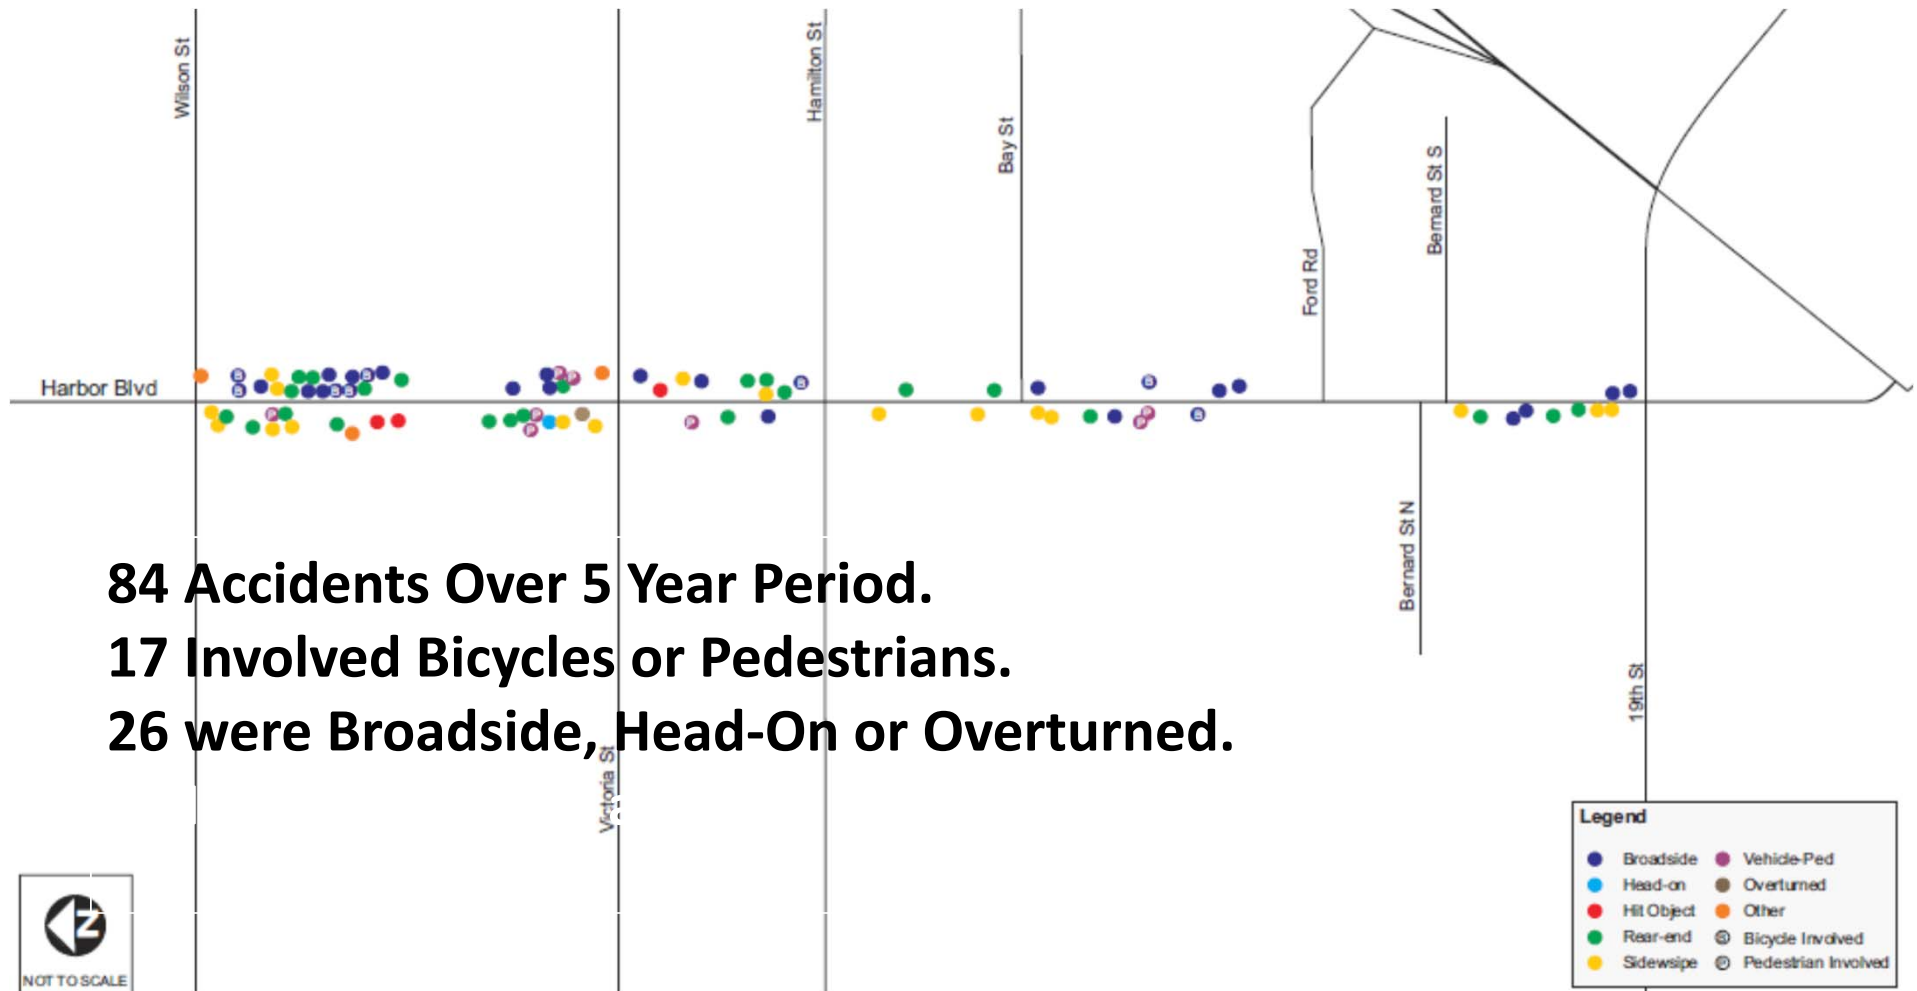 Wilson St
Hamilton St
Bay St
Bernard St S
Ford Rd
Harbor Blvd
Bernard St N
84 Accidents Over 5 Year Period.
17 Involved Bicycles or Pedestrians.
26 were Broadside, Head-On or Overturned.
19th St
Victoria St
Legend
Broadside
Vehicle-Ped
Head-on
Overturned
Hit Object
Other
Rear-end
B Bicycle Involved
Sidewsipe
P Pedestrian Involved
Z
NOT TO SCALE